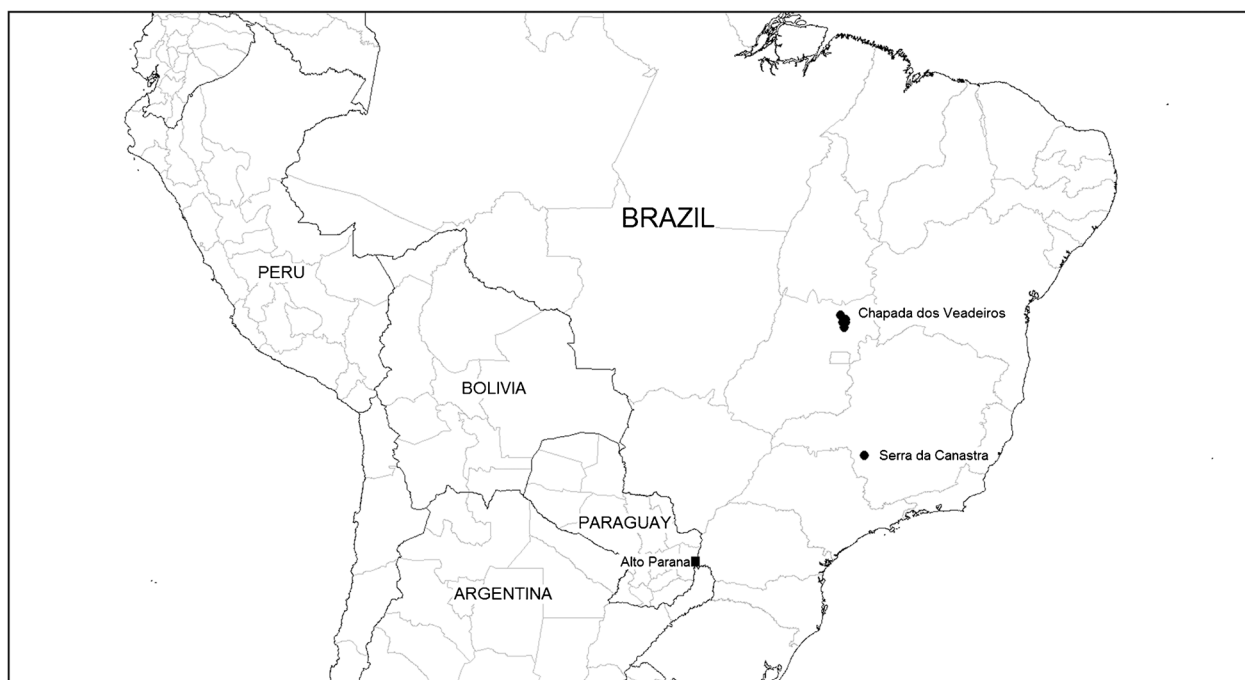 BRAZIL
PERU
Chapada dos Veadeiros
BOLIVIA
Serra da Canastra
PARAGUAY
Alto Parana
ARGENTINA